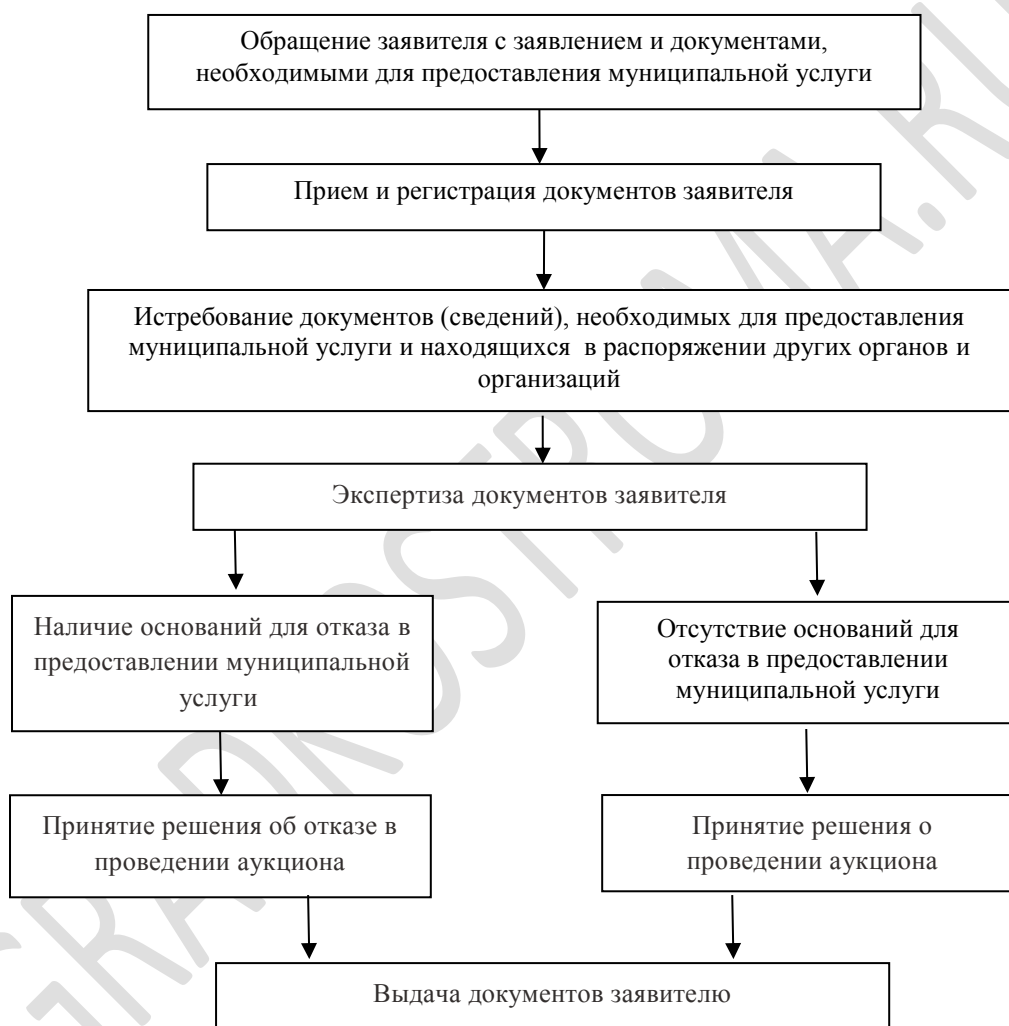 Обращение заявителя с заявлением и документами,
необходимыми для предоставления муниципальной услуги
Прием и регистрация документов заявителя
Истребование документов (сведений), необходимых для предоставления
муниципальной услуги и находящихся в распоряжении других органов и
организаций
Экспертиза документов заявителя
Наличие оснований для отказа в
предоставлении муниципальной
услуги
Отсутствие оснований для
отказа в предоставлении
муниципальной услуги
Принятие решения об отказе в
проведении аукциона
Принятие решения о
проведении аукциона
Выдача документов заявителю
GRADKOSTROMA.RU